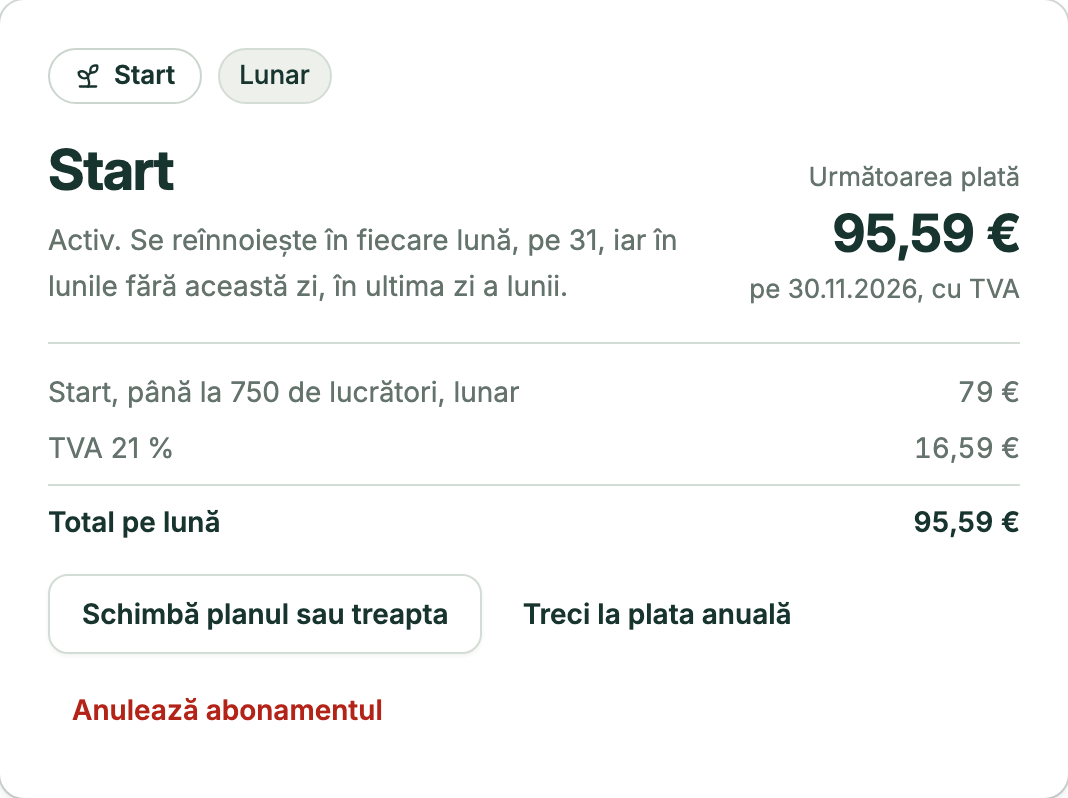 Start
Lunar
Start
Activ. Se reînnoiește în fiecare lună, pe 31, iar în
lunile fără această zi, în ultima zi a lunii.
Următoarea plată
95,59 €
pe 30.11.2026, cu TVA
Start, până la 750 de lucrători, lunar
79 €
TVA 21 %
16,59 €
Total pe lună
95,59 €
Schimbă planul sau treapta
Treci la plata anuală
Anulează abonamentul